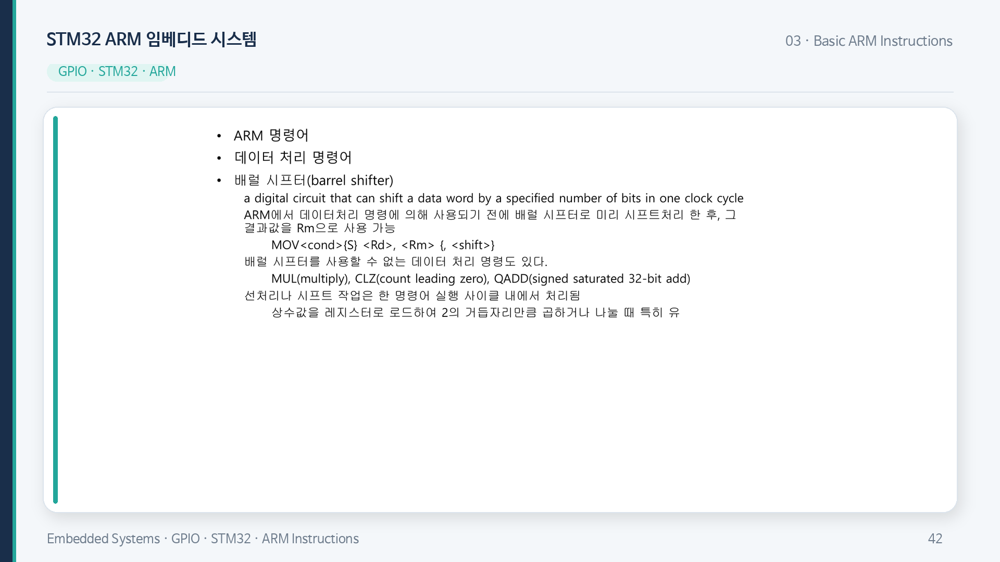 STM32 ARM 임베디드 시스템
03 · Basic ARM Instructions
GPIO · STM32 · ARM
• ARM 명령어
• 데이터 처리 명령어
• 배럴 시프터(barrel shifter)
a digital circuit that can shift a data word by a specified number of bits in one clock cycle
ARM에서 데이터처리 명령에 의해 사용되기 전에 배럴 시프터로 미리 시프트처리 한 후, 그
결과값을 Rm으로 사용 가능
MOV<cond>{S} <Rd>, <Rm> {, <shift>}
배럴 시프터를 사용할 수 없는 데이터 처리 명령도 있다.
MUL(multiply), CLZ(count leading zero), QADD(signed saturated 32-bit add)
선처리나 시프트 작업은 한 명령어 실행 사이클 내에서 처리됨
상수값을 레지스터로 로드하여 2의 거듭자리만큼 곱하거나 나눌 때 특히 유
Embedded Systems · GPIO · STM32 · ARM Instructions
42